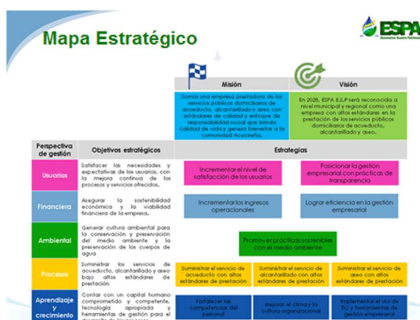 Mapa Estratégico
ESPA
Misión
Visión
Somos una empresa prestadora de los
servicios públicos domiciliarios de
acueducto, alcantarillado y aseo con
estándares de calidad y enfoque de
responsabilidad social que brinda
calidad de vida y genera bienestar a la
comunidad Acacireña.
En 2025, ESPA E.S.P será reconocida a
nivel municipal y regional como una
empresa con altos estándares en la
prestación de los servicios públicos
domiciliarios de acueducto,
alcantarillado y aseo.
Perspectiva
de gestión
Objetivos estratégicos
Estrategias
Usuarios
Satisfacer las necesidades y
expectativas de los usuarios, con
la mejora continua de los
procesos y servicios ofrecidos.
Incrementar el nivel de
satisfacción de los usuarios
Posicionar la gestión
empresarial con prácticas de
transparencia
Financiera
Asegurar la sostenibilidad
económica y la viabilidad
financiera de la empresa.
Incrementar los ingresos
operacionales
Lograr eficiencia en la gestión
empresarial
Ambiental
Generar cultura ambiental para
la conservación y preservación
del medio ambiente y la
preservación de los cuerpos de
agua
Promover prácticas sostenibles
con el medio ambiente
Procesos
Suministrar los servicios de
acueducto, alcantarillado y aseo
bajo altos estándares de
prestación
Suministrar el servicio de
acueducto con altos
estándares de prestación
Suministrar el servicio de
alcantarillado con altos
estándares de prestación
Suministrar el servicio de
aseo con altos
estándares de prestación
Aprendizaje
y
crecimiento
Contar con un capital humano
comprometido y competente,
tecnología apropiada y
herramientas de gestión para el
Fortalecer las
competencias del
personal
Mejorar el clima y la
cultura organizacional
Implementar el uso de
herramientas de
gestión empresarial